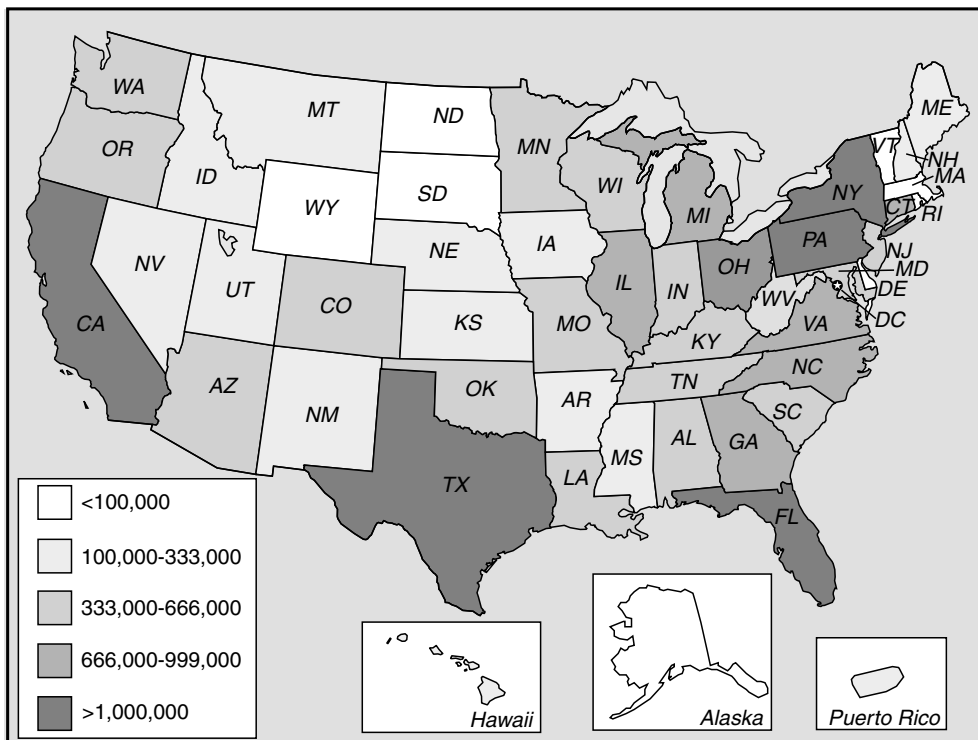 WA
MT
ND
MN
ME
VT
NH
MA
OR
ID
SD
WI
NY
CT
RI
WY
MI
IA
PA
NJ
NE
MD
NV
OH
UT
IL
IN
DE
CO
WV
DC
CA
KS
MO
VA
KY
NC
AZ
OK
TN
NM
AR
SC
AL
GA
MS
TX
LA
FL
<100,000
100,000-333,000
333,000-666,000
666,000-999,000
>1,000,000
Hawaii
Alaska
Puerto Rico